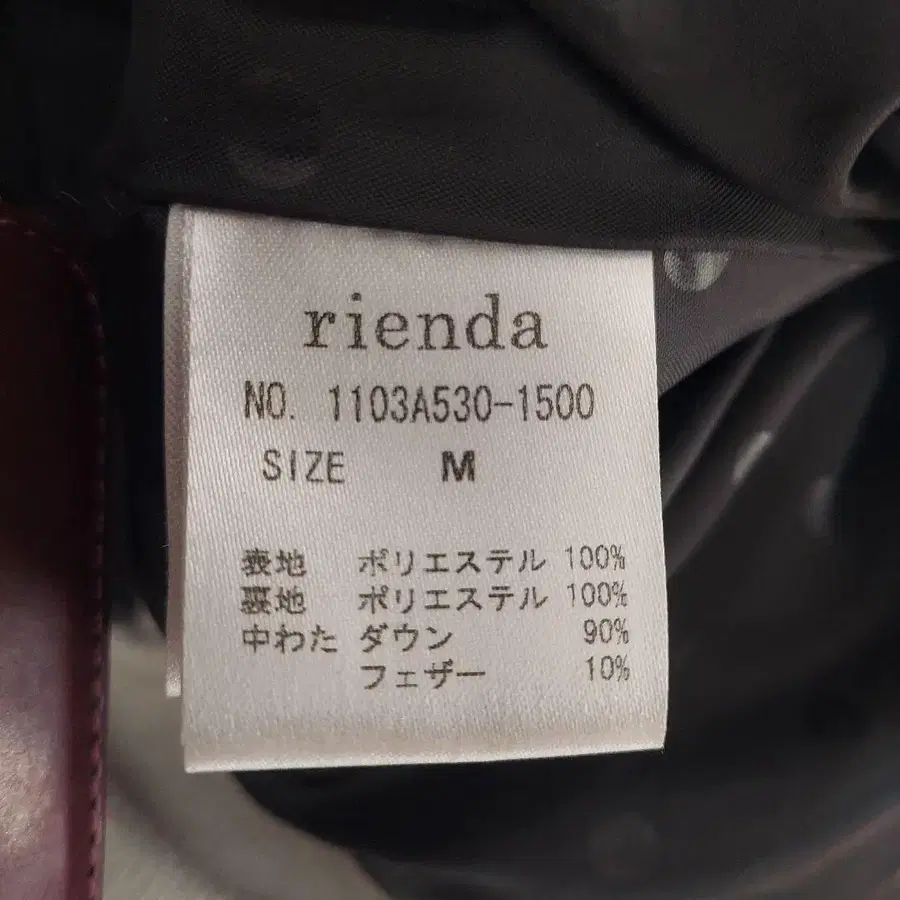 rienda
NO. 1103A530-1500
SIZE M
表地 ポリエステル 100%
裏地 ポリエステル 100%
中わた ダウン 90%
フェザー 10%